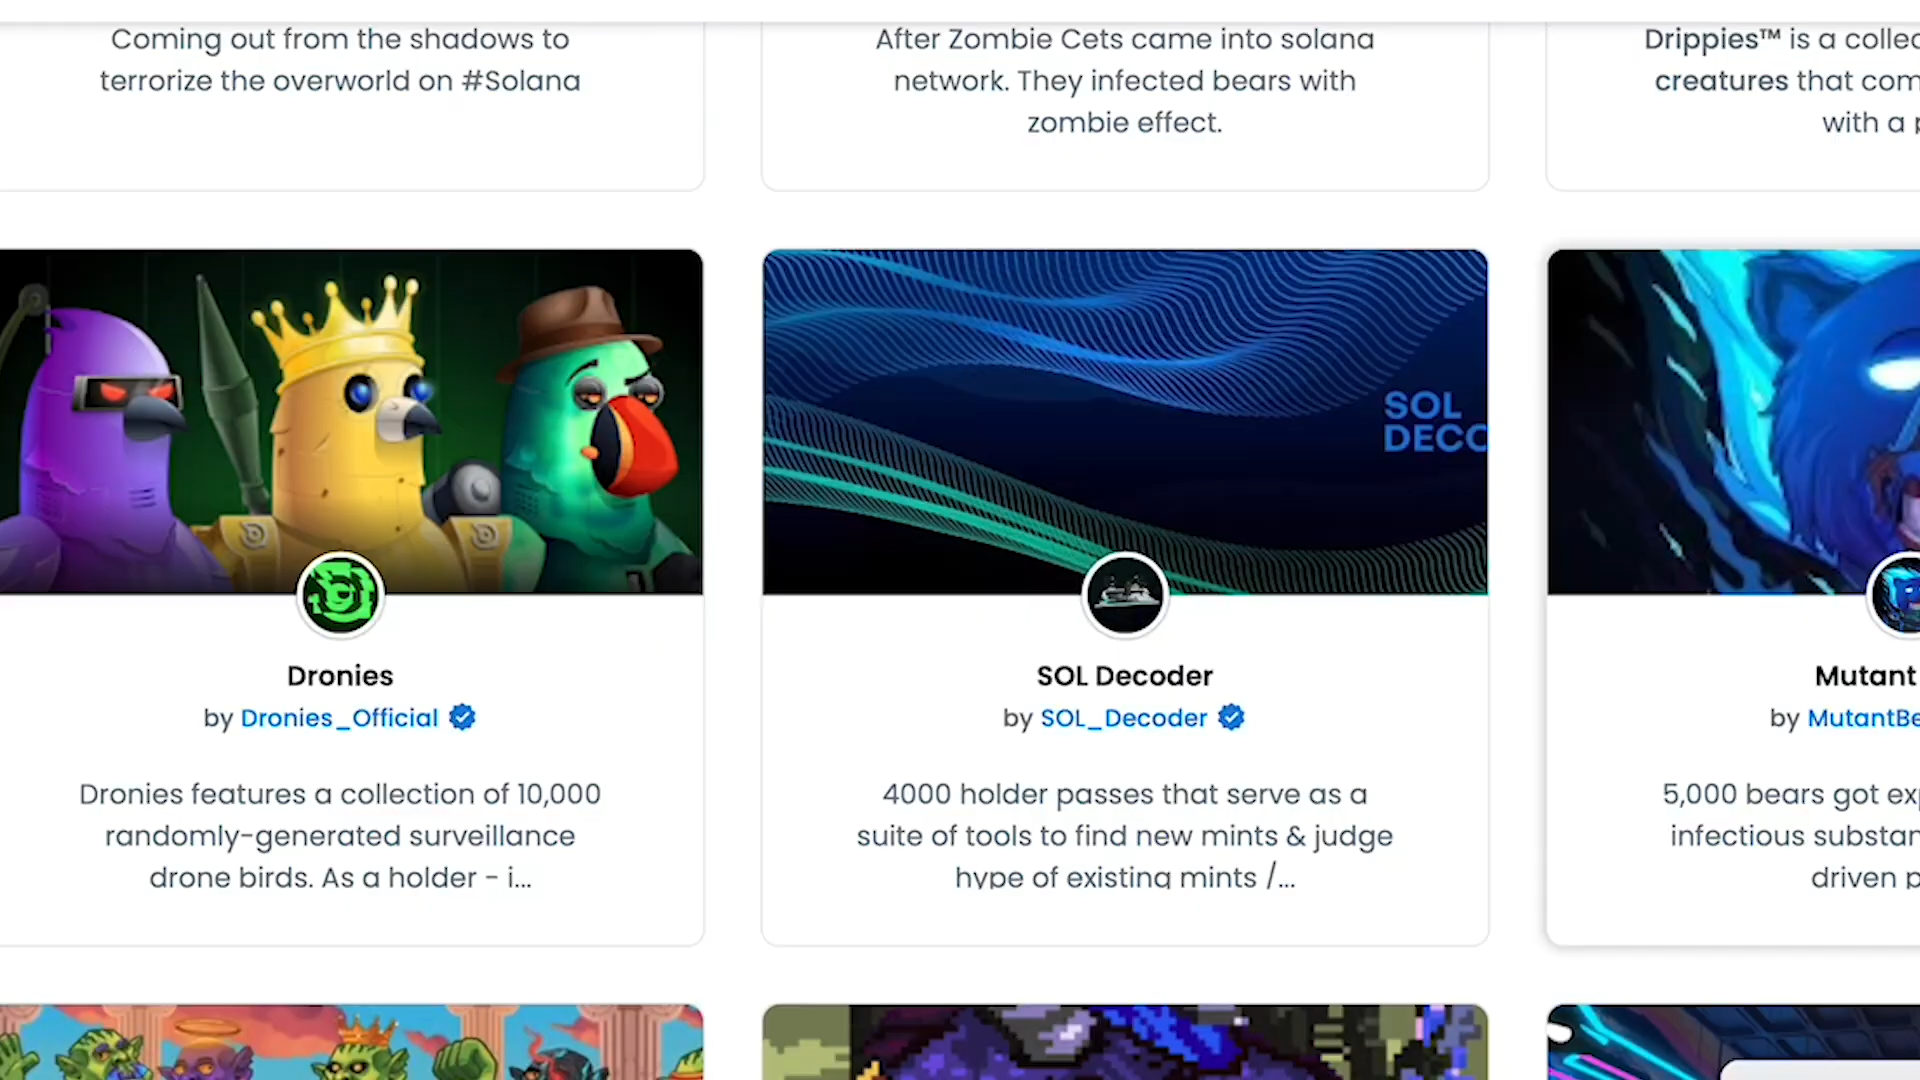 Coming out from the shadows to
terrorize the overworld on #Solana
After Zombie Cets came into solana
network. They infected bears with
zombie effect.
Drippies™ is a collec
creatures that com
with a p
SOL
DECO
Dronies
by Dronies_Official
Dronies features a collection of 10,000
randomly-generated surveillance
drone birds. As a holder - i...
SOL Decoder
by SOL_Decoder
4000 holder passes that serve as a
suite of tools to find new mints & judge
hype of existing mints /...
Mutant
by MutantBe
5,000 bears got exp
infectious substan
driven p